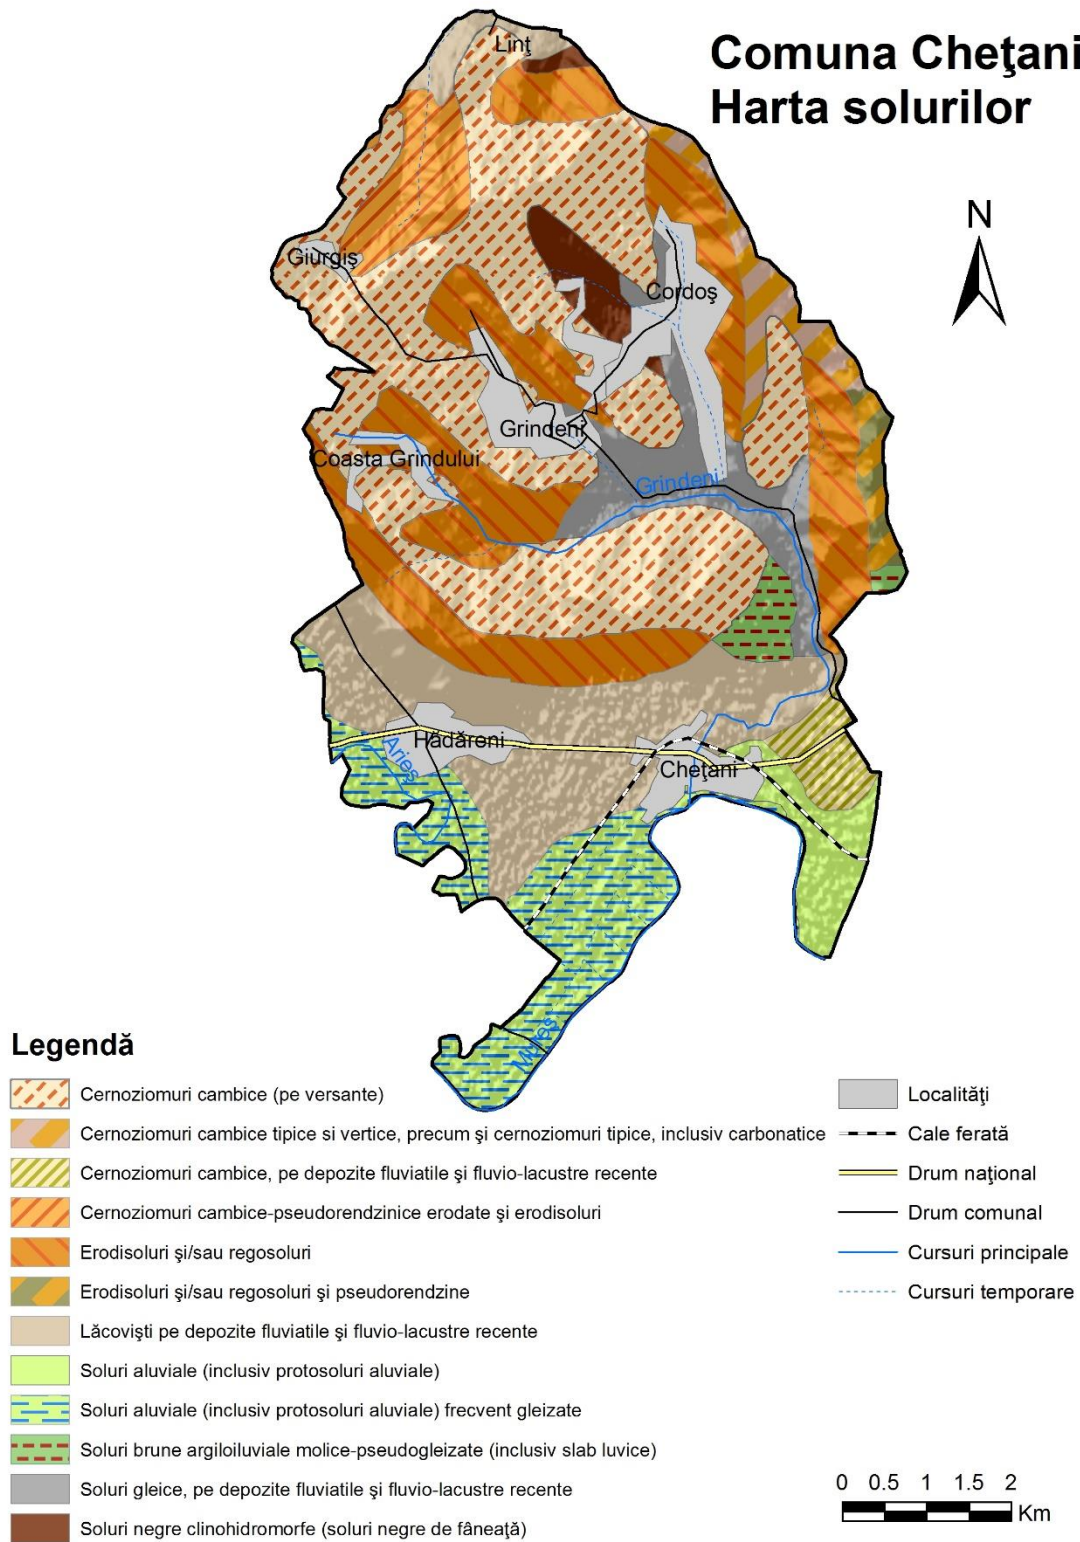 Comuna Cheţani
Harta solurilor
Linţ
N
Giurgiş
Cordoş
Grindeni
Coasta Grindului
Grindeni
Hădăreni
Arieş
Cheţani
Mureş
Legendă
Cernoziomuri cambice (pe versante)
Cernoziomuri cambice tipice si vertice, precum şi cernoziomuri tipice, inclusiv carbonatice
Cernoziomuri cambice, pe depozite fluviatile şi fluvio-lacustre recente
Cernoziomuri cambice-pseudorendzinice erodate şi erodisoluri
Erodisoluri şi/sau regosoluri
Erodisoluri şi/sau regosoluri şi pseudorendzine
Lăcovişti pe depozite fluviatile şi fluvio-lacustre recente
Soluri aluviale (inclusiv protosoluri aluviale)
Soluri aluviale (inclusiv protosoluri aluviale) frecvent gleizate
Soluri brune argiloiluviale molice-pseudogleizate (inclusiv slab luvice)
Soluri gleice, pe depozite fluviatile şi fluvio-lacustre recente
Soluri negre clinohidromorfe (soluri negre de fâneaţă)
Localităţi
Cale ferată
Drum naţional
Drum comunal
Cursuri principale
Cursuri temporare
0 0.5 1 1.5 2
Km